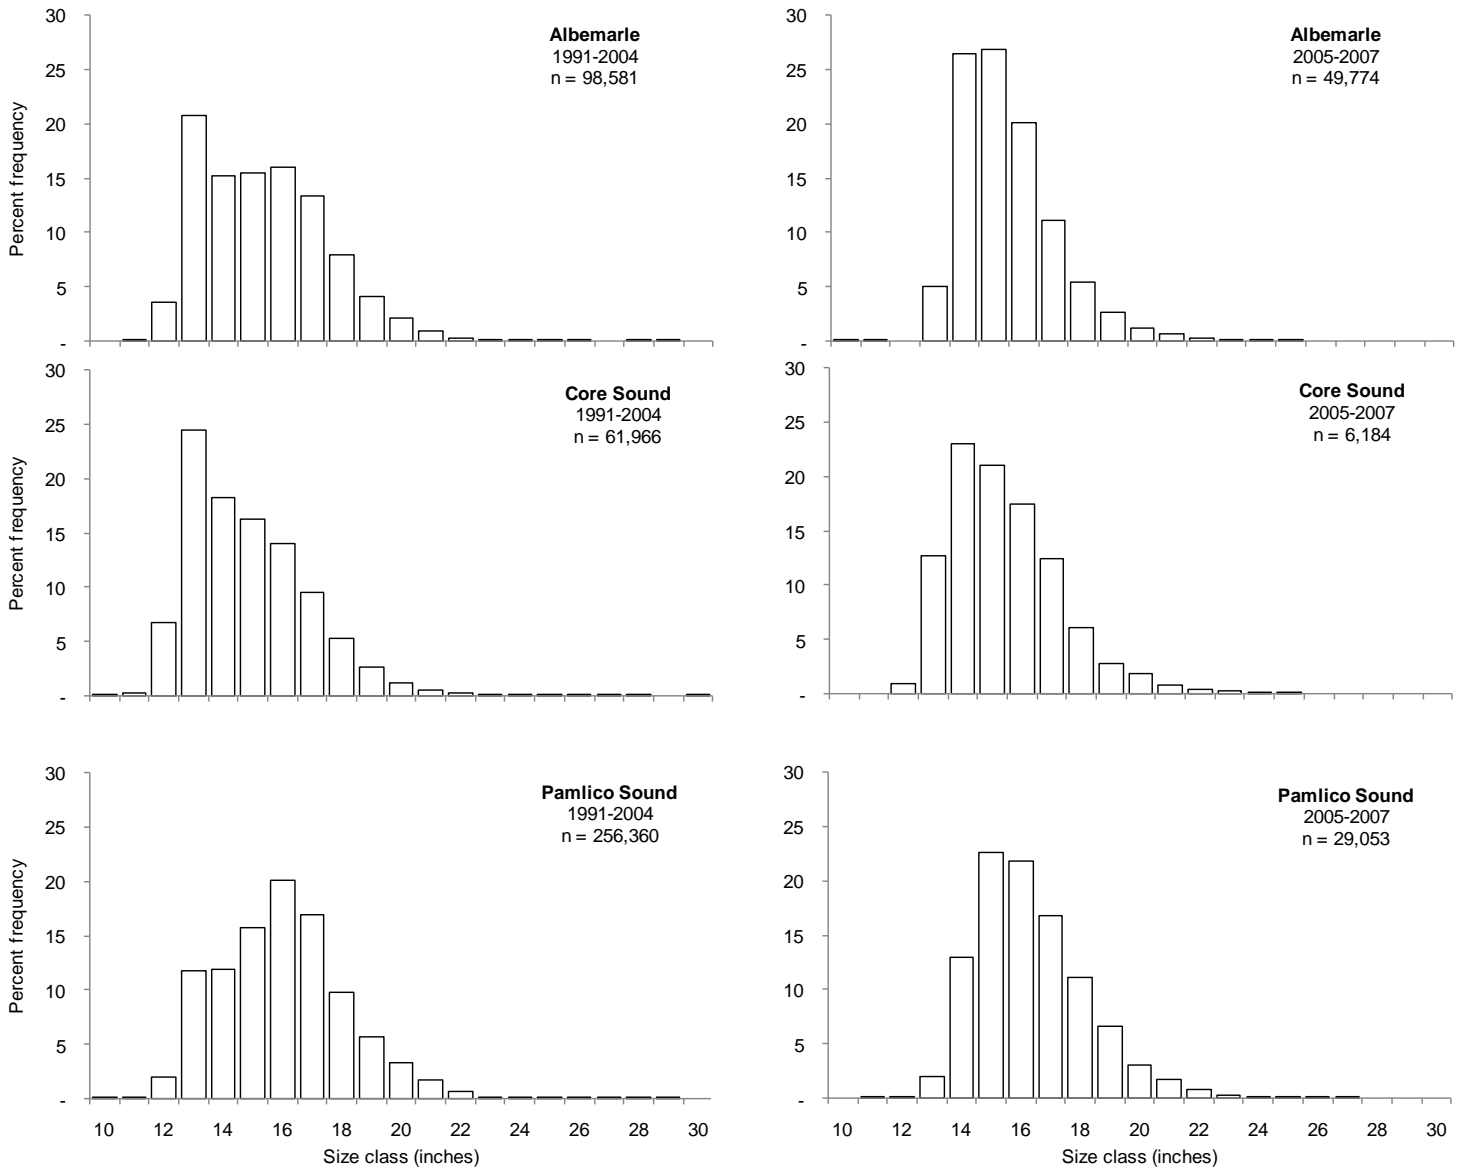 Albemarle
1991-2004
n = 98,581
Percent frequency
30
25
20
15
10
5
-
Albemarle
2005-2007
n = 49,774
30
25
20
15
10
5
-
Core Sound
1991-2004
n = 61,966
Percent frequency
30
25
20
15
10
5
-
Core Sound
2005-2007
n = 6,184
30
25
20
15
10
5
-
Pamlico Sound
1991-2004
n = 256,360
Percent frequency
30
25
20
15
10
5
-
10 12 14 16 18 20 22 24 26 28 30
Size class (inches)
Pamlico Sound
2005-2007
n = 29,053
30
25
20
15
10
5
-
10 12 14 16 18 20 22 24 26 28 30
Size class (inches)